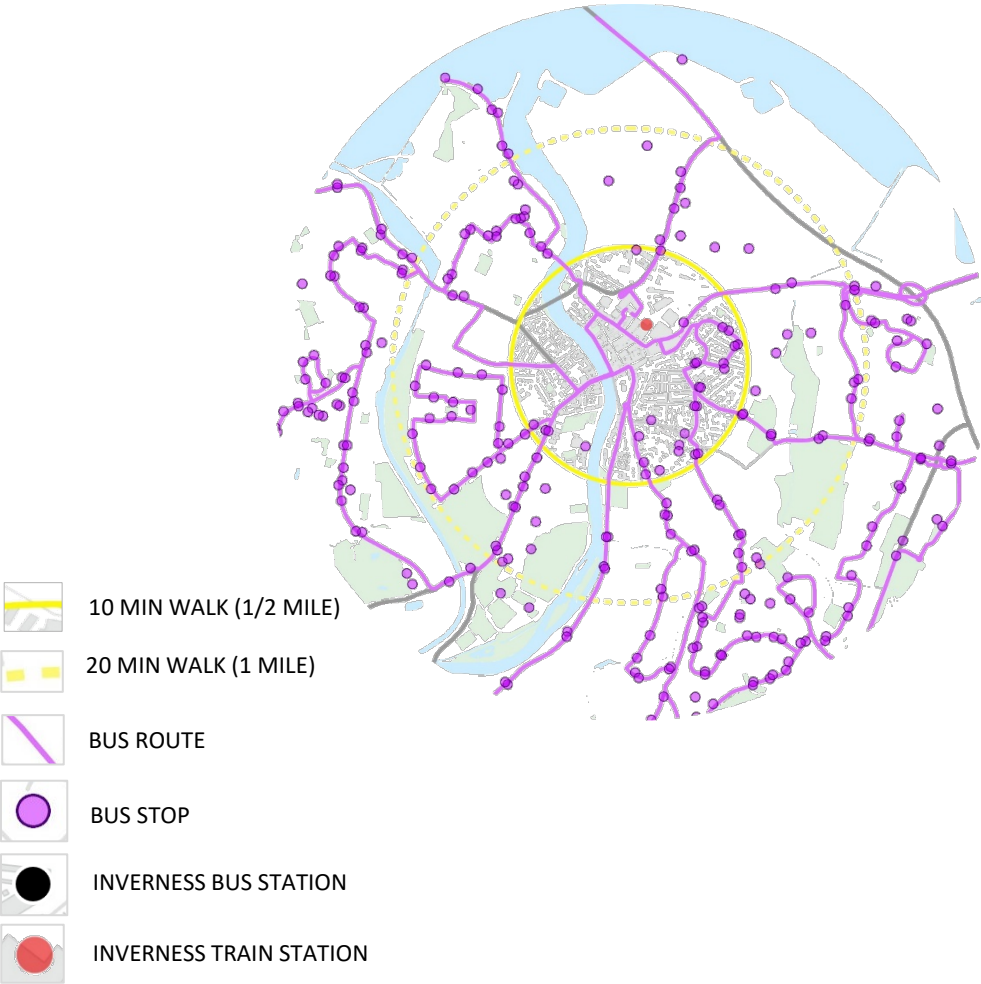 10 MIN WALK (1/2 MILE)
20 MIN WALK (1 MILE)
BUS ROUTE
BUS STOP
INVERNESS BUS STATION
INVERNESS TRAIN STATION